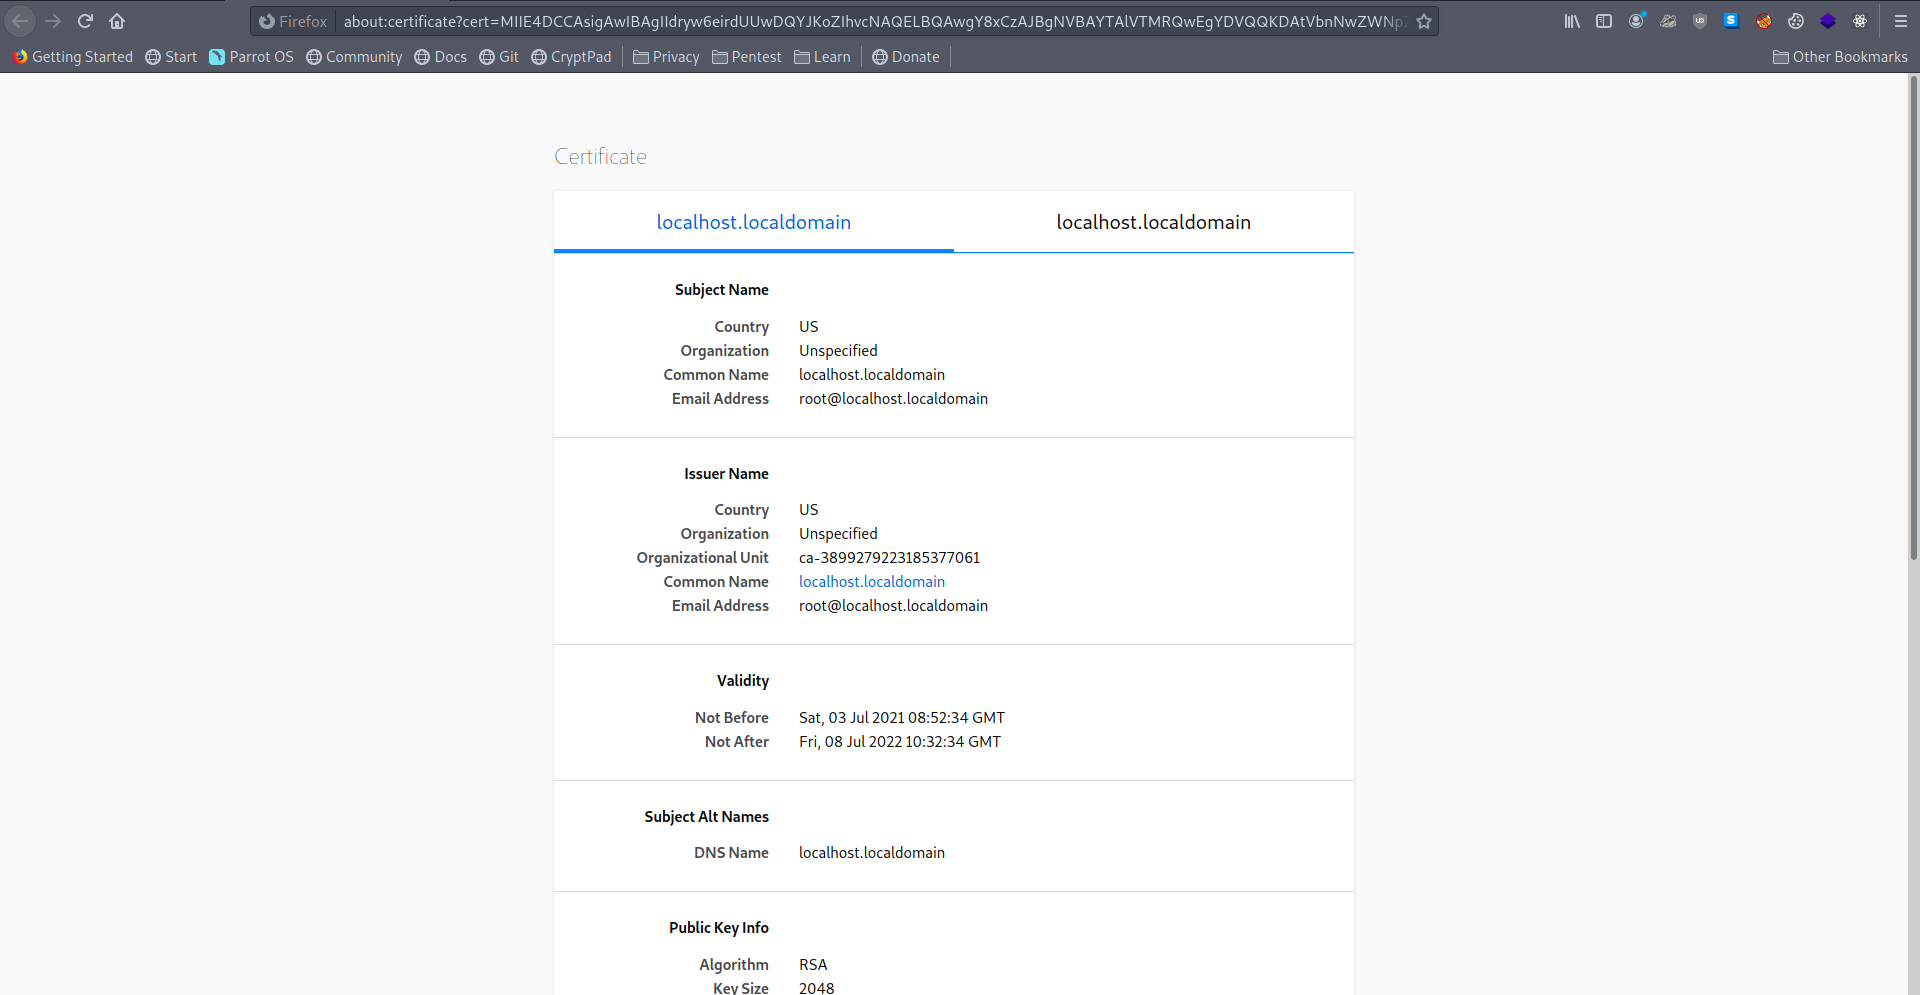 Firefox about:certificate?cert=MIIE4DCCAsigAwIBAgIIdryw6eirdUUwDQYJKoZIhvcNAQELBQAwgY8xCzAJBgNVBAYTAlVTMRQwEgYDVQQKDAtVbnNwZWNpZ
Getting Started Start Parrot OS Community Docs Git CryptPad Privacy Pentest Learn Donate Other Bookmarks
Certificate
localhost.localdomain localhost.localdomain
Subject Name
Country US
Organization Unspecified
Common Name localhost.localdomain
Email Address root@localhost.localdomain
Issuer Name
Country US
Organization Unspecified
Organizational Unit ca-3899279223185377061
Common Name localhost.localdomain
Email Address root@localhost.localdomain
Validity
Not Before Sat, 03 Jul 2021 08:52:34 GMT
Not After Fri, 08 Jul 2022 10:32:34 GMT
Subject Alt Names
DNS Name localhost.localdomain
Public Key Info
Algorithm RSA
Key Size 2048